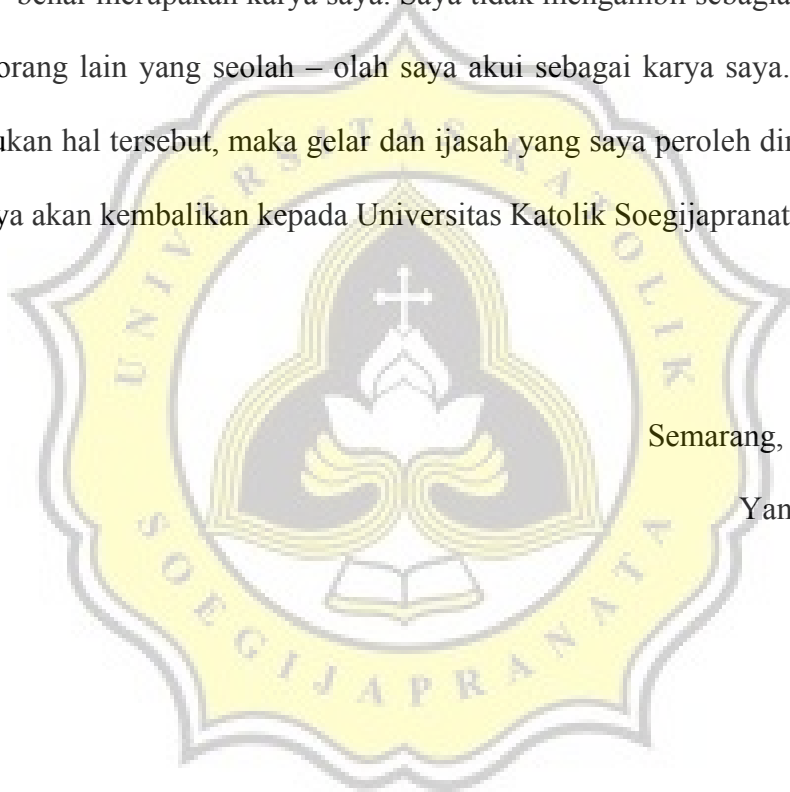 benar merupakan karya saya. Saya tidak mengambil sebagia
orang lain yang seolah – olah saya akui sebagai karya saya.
ukan hal tersebut, maka gelar dan ijasah yang saya peroleh di
ya akan kembalikan kepada Universitas Katolik Soegijapranat
Semarang,
Yan
UNIVERSITAS KATOLIK
SOEGIJAPRANATA